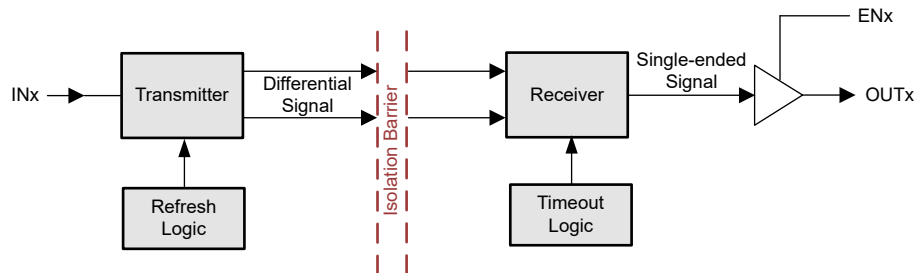 ENx
INx
Transmitter
Differential
Signal
Isolation Barrier
Receiver
Single-ended
Signal
OUTx
Refresh
Logic
Timeout
Logic